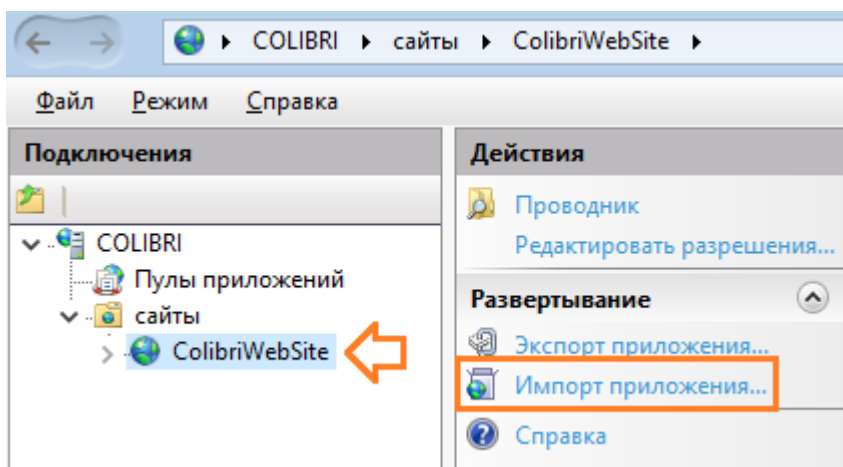 COLIBRI ▸ сайты ▸ ColibriWebSite ▸
Файл Режим Справка
Подключения
COLIBRI
Пулы приложений
сайты
ColibriWebSite
Действия
Проводник
Редактировать разрешения...
Развертывание
Экспорт приложения...
Импорт приложения...
Справка